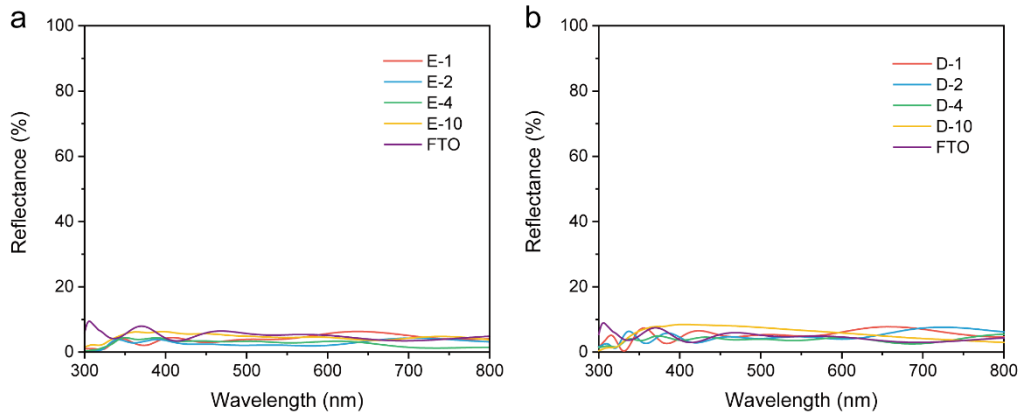 a
100
80
60
40
20
0
Reflectance (%)
E-1
E-2
E-4
E-10
FTO
300 400 500 600 700 800
Wavelength (nm)
b
100
80
60
40
20
0
Reflectance (%)
D-1
D-2
D-4
D-10
FTO
300 400 500 600 700 800
Wavelength (nm)